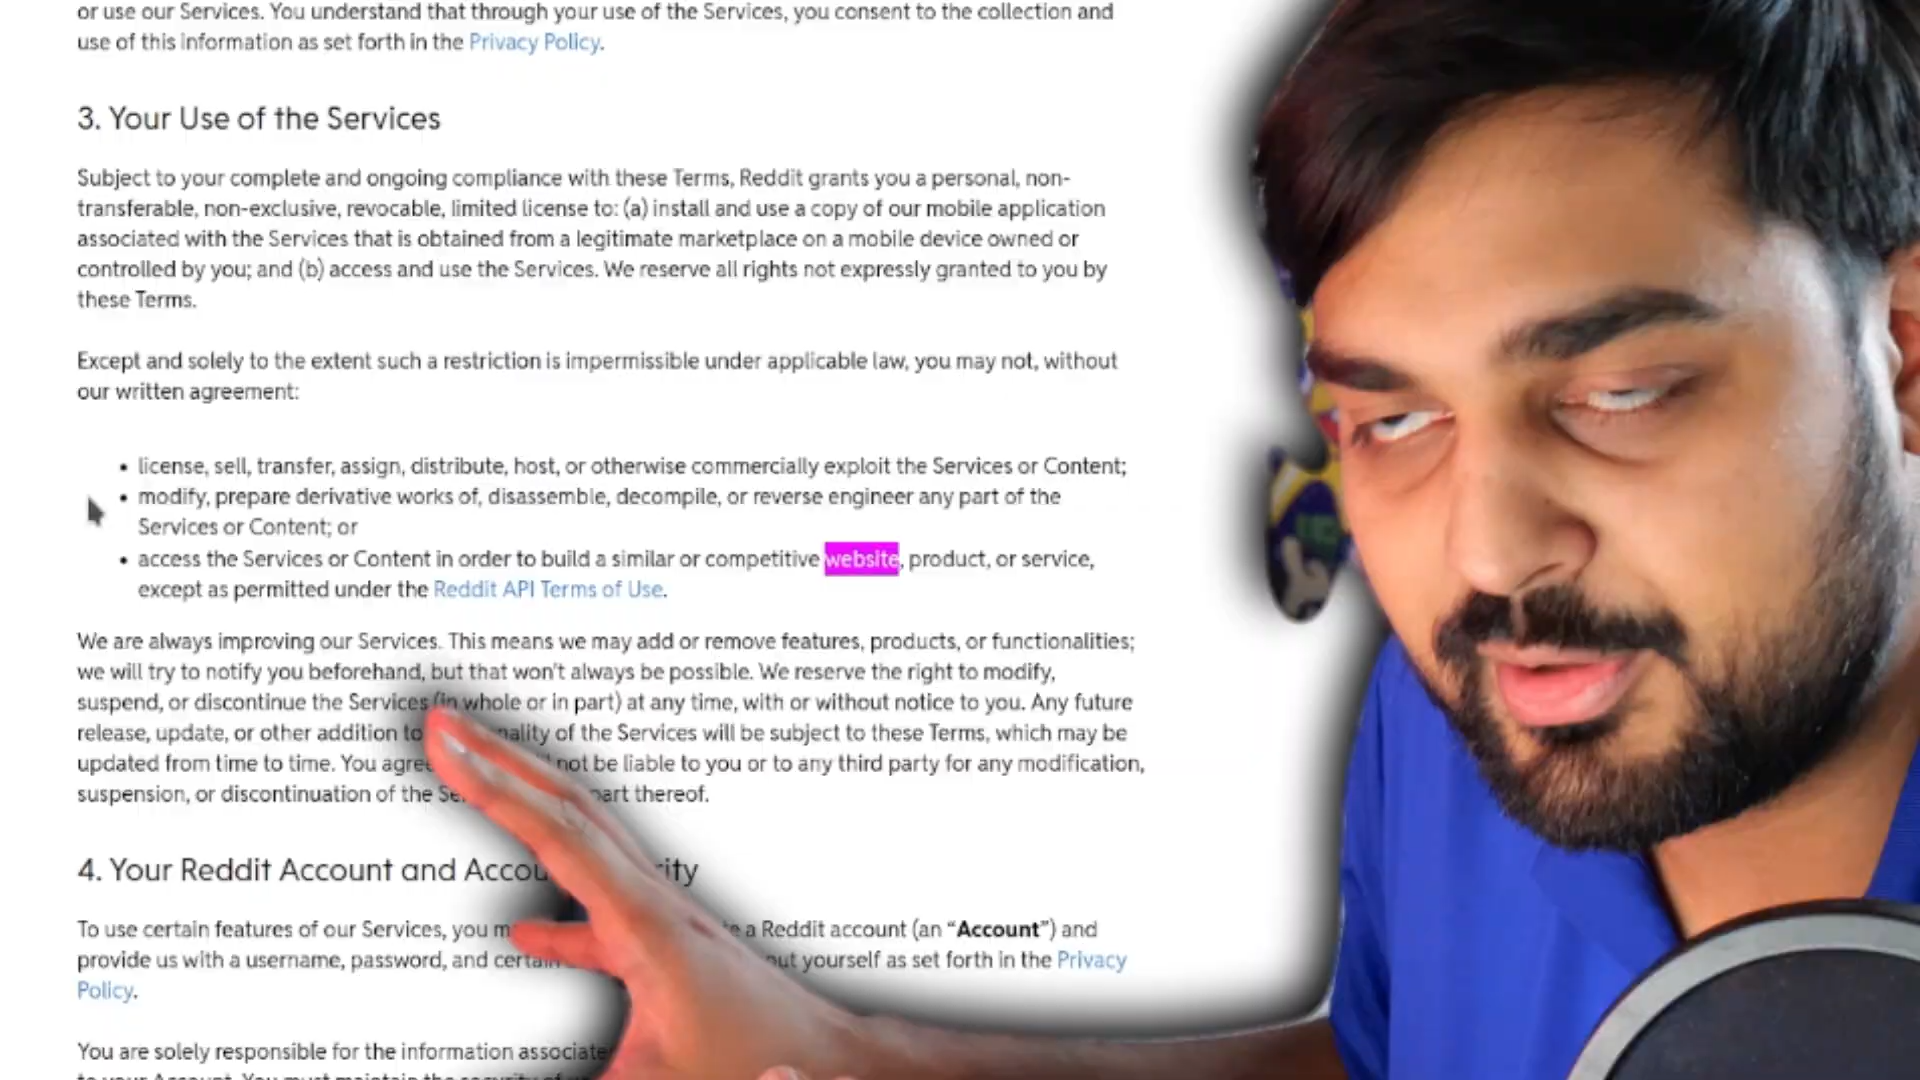 or use our Services. You understand that through your use of the Services, you consent to the collection and
use of this information as set forth in the Privacy Policy.
3. Your Use of the Services
Subject to your complete and ongoing compliance with these Terms, Reddit grants you a personal, non-
transferable, non-exclusive, revocable, limited license to: (a) install and use a copy of our mobile application
associated with the Services that is obtained from a legitimate marketplace on a mobile device owned or
controlled by you; and (b) access and use the Services. We reserve all rights not expressly granted to you by
these Terms.
Except and solely to the extent such a restriction is impermissible under applicable law, you may not, without
our written agreement:
• license, sell, transfer, assign, distribute, host, or otherwise commercially exploit the Services or Content;
• modify, prepare derivative works of, disassemble, decompile, or reverse engineer any part of the
Services or Content; or
• access the Services or Content in order to build a similar or competitive website, product, or service,
except as permitted under the Reddit API Terms of Use.
We are always improving our Services. This means we may add or remove features, products, or functionalities;
we will try to notify you beforehand, but that won't always be possible. We reserve the right to modify,
suspend, or discontinue the Services (in whole or in part) at any time, with or without notice to you. Any future
release, update, or other addition to of the Services will be subject to these Terms, which may be
updated from time to time. You not be liable to you or to any third party for any modification,
suspension, or discontinuation of the part thereof.
4. Your Reddit Account and
To use certain features of our Services, you a Reddit account (an “Account”) and
provide us with a username, password, and certain yourself as set forth in the Privacy
Policy.
You are solely responsible for the information